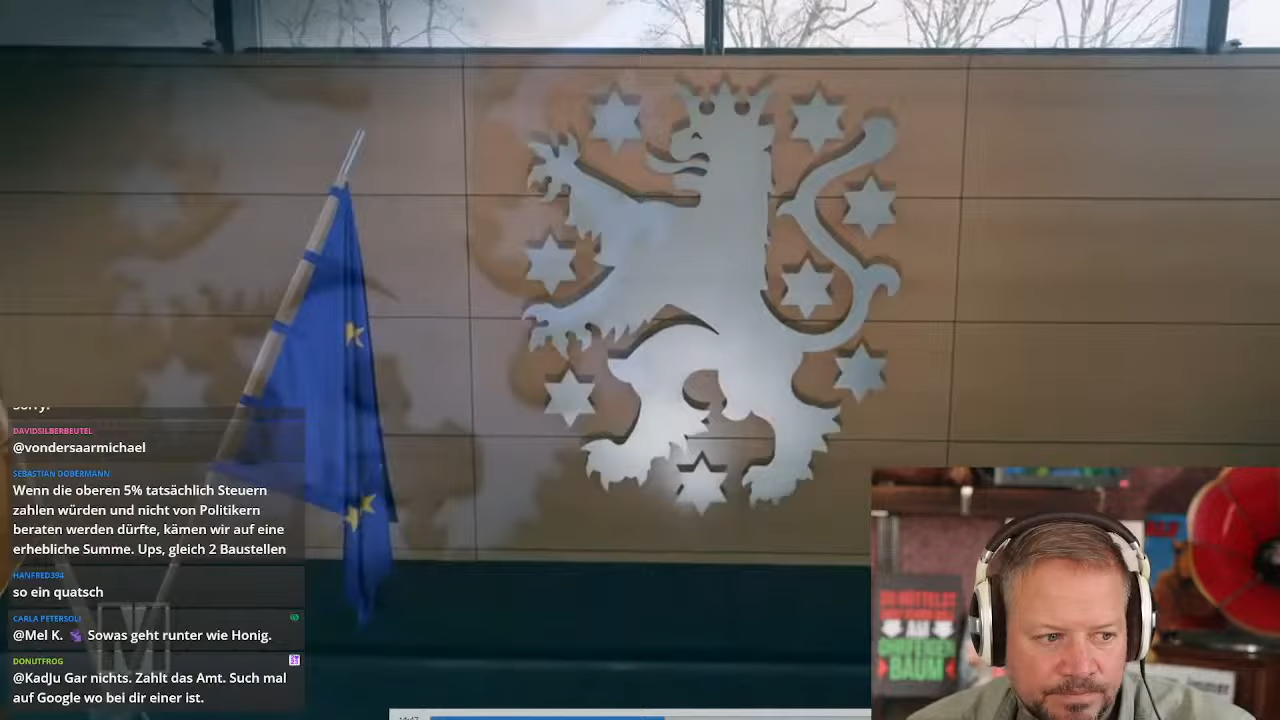 sorry.
DAVIDSILBERBEUTEL
@vondersaarmichael
SEBASTIAN DOBERMANN
Wenn die oberen 5% tatsächlich Steuern
zahlen würden und nicht von Politikern
beraten werden dürfte, kämen wir auf eine
erhebliche Summe. Ups, gleich 2 Baustellen
HANFRED394
so ein quatsch
CARLA PETERSOLI
@Mel K. Sowas geht runter wie Honig.
DONUTFROG
@KadJu Gar nichts. Zahlt das Amt. Such mal
auf Google wo bei dir einer ist.
M
AM
OHRFEIGEN
BAUM